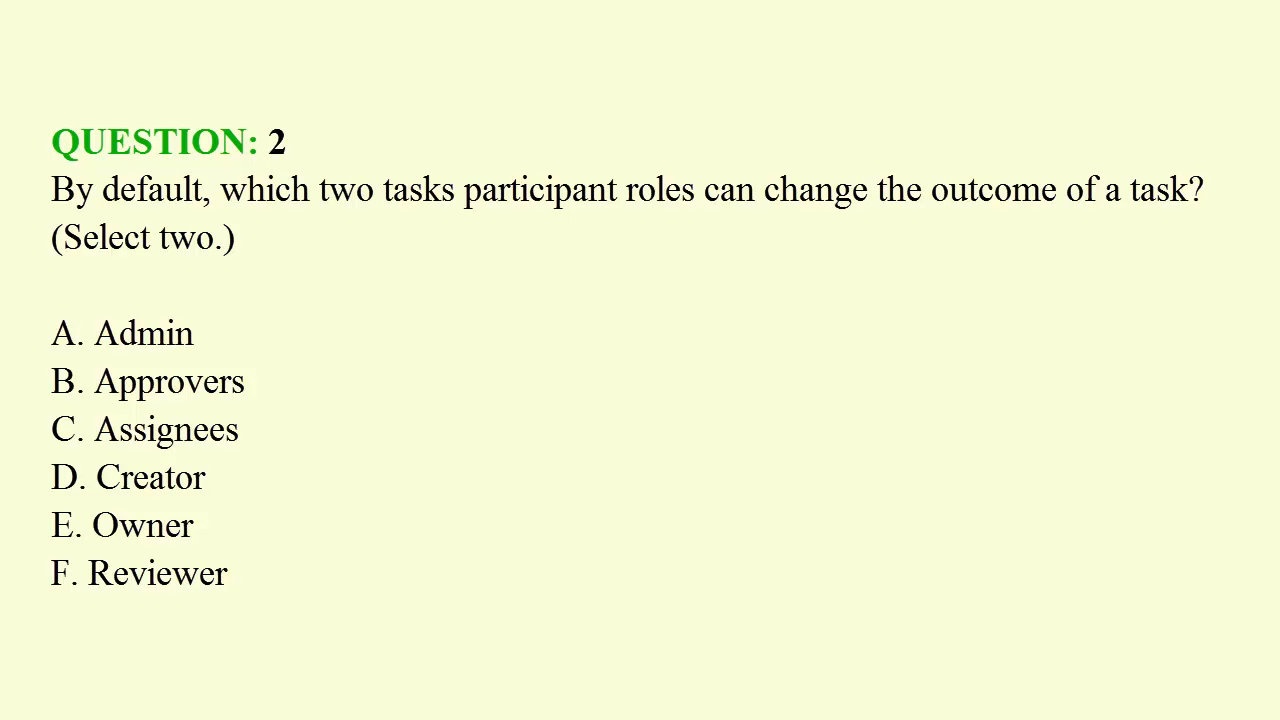 QUESTION: 2
By default, which two tasks participant roles can change the outcome of a task?
(Select two.)
A. Admin
B. Approvers
C. Assignees
D. Creator
E. Owner
F. Reviewer